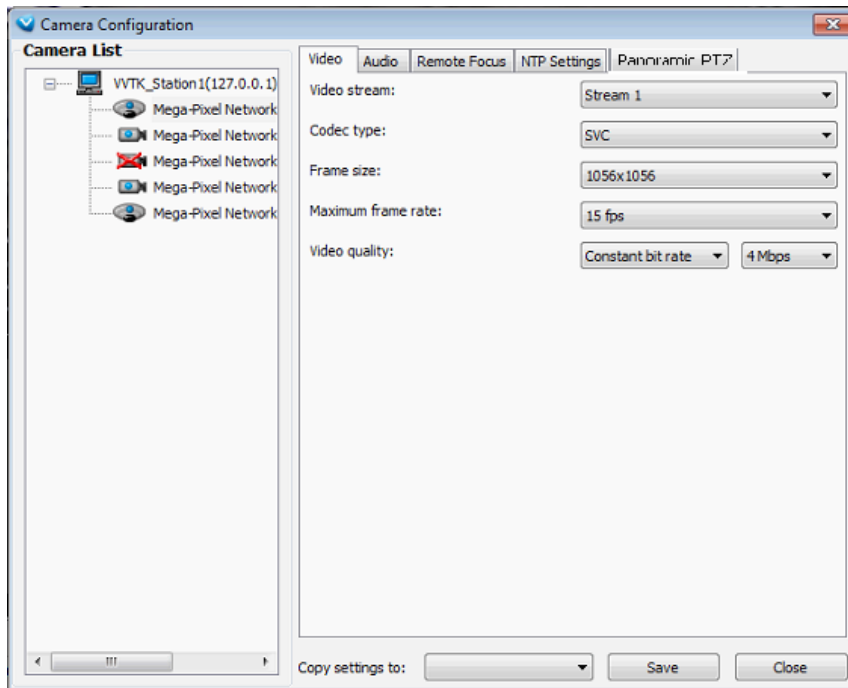 Camera Configuration
Camera List
VVTK_Station1(127.0.0.1)
Mega-Pixel Network
Mega-Pixel Network
Mega-Pixel Network
Mega-Pixel Network
Mega-Pixel Network
Video Audio Remote Focus NTP Settings Panoramic PTZ
Video stream: Stream 1
Codec type: SVC
Frame size: 1056x1056
Maximum frame rate: 15 fps
Video quality: Constant bit rate 4 Mbps
Copy settings to: Save Close